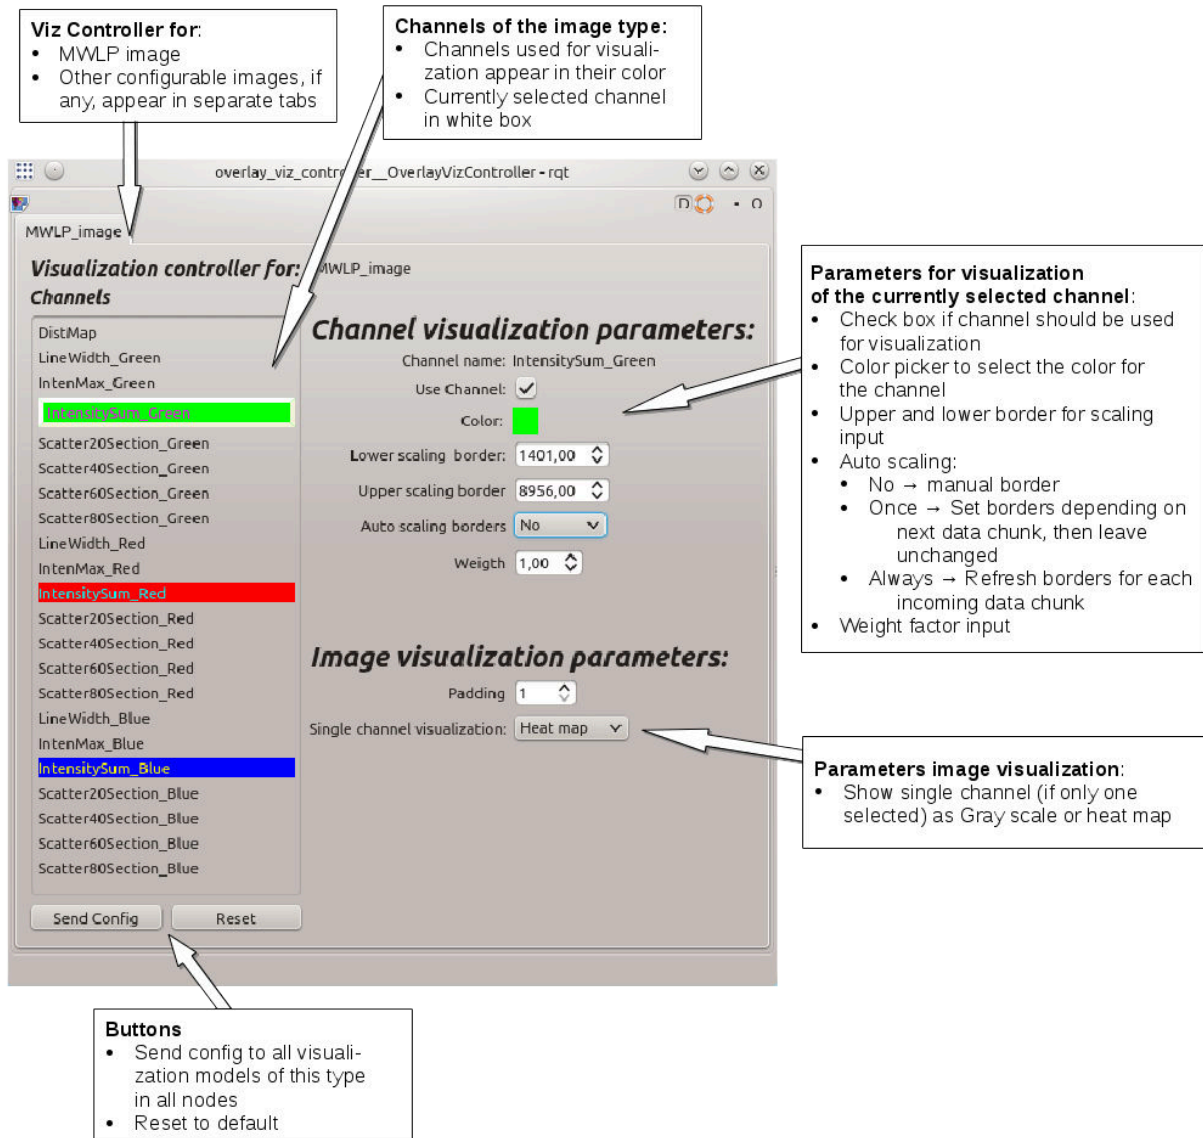 Viz Controller for:
• MWLP image
• Other configurable images, if
any, appear in separate tabs
Channels of the image type:
• Channels used for visuali-
zation appear in their color
• Currently selected channel
in white box
overlay_viz_controller__OverlayVizController - rqt
D
- O
MWLP_image
Visualization controller for: MWLP_image
Channels
DistMap
LineWidth_Green
IntenMax_Green
IntensitySum_Green
Scatter20Section_Green
Scatter40Section_Green
Scatter60Section_Green
Scatter80Section_Green
LineWidth_Red
IntenMax_Red
IntensitySum_Red
Scatter20Section_Red
Scatter40Section_Red
Scatter60Section_Red
Scatter80Section_Red
LineWidth_Blue
IntenMax_Blue
IntensitySum_Blue
Scatter20Section_Blue
Scatter40Section_Blue
Scatter60Section_Blue
Scatter80Section_Blue
Send Config
Reset
Channel visualization parameters:
Channel name: IntensitySum_Green
Use Channel:
Color:
Lower scaling border: 1401,00
Upper scaling border 8956,00
Auto scaling borders No
Weigth 1,00
Image visualization parameters:
Padding 1
Single channel visualization: Heat map
Parameters for visualization
of the currently selected channel:
• Check box if channel should be used
for visualization
• Color picker to select the color for
the channel
• Upper and lower border for scaling
input
• Auto scaling:
• No → manual border
• Once → Set borders depending on
next data chunk, then leave
unchanged
• Always → Refresh borders for each
incoming data chunk
• Weight factor input
Parameters image visualization:
• Show single channel (if only one
selected) as Gray scale or heat map
Buttons
• Send config to all visuali-
zation models of this type
in all nodes
• Reset to default